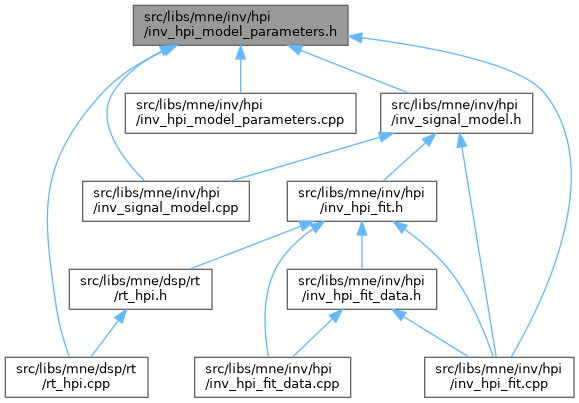 src/libs/mne/inv/hpi
/inv_hpi_model_parameters.h
src/libs/mne/inv/hpi
/inv_hpi_model_parameters.cpp
src/libs/mne/inv/hpi
/inv_signal_model.h
src/libs/mne/inv/hpi
/inv_signal_model.cpp
src/libs/mne/inv/hpi
/inv_hpi_fit.h
src/libs/mne/dsp/rt
/rt_hpi.h
src/libs/mne/inv/hpi
/inv_hpi_fit_data.h
src/libs/mne/dsp/rt
/rt_hpi.cpp
src/libs/mne/inv/hpi
/inv_hpi_fit_data.cpp
src/libs/mne/inv/hpi
/inv_hpi_fit.cpp